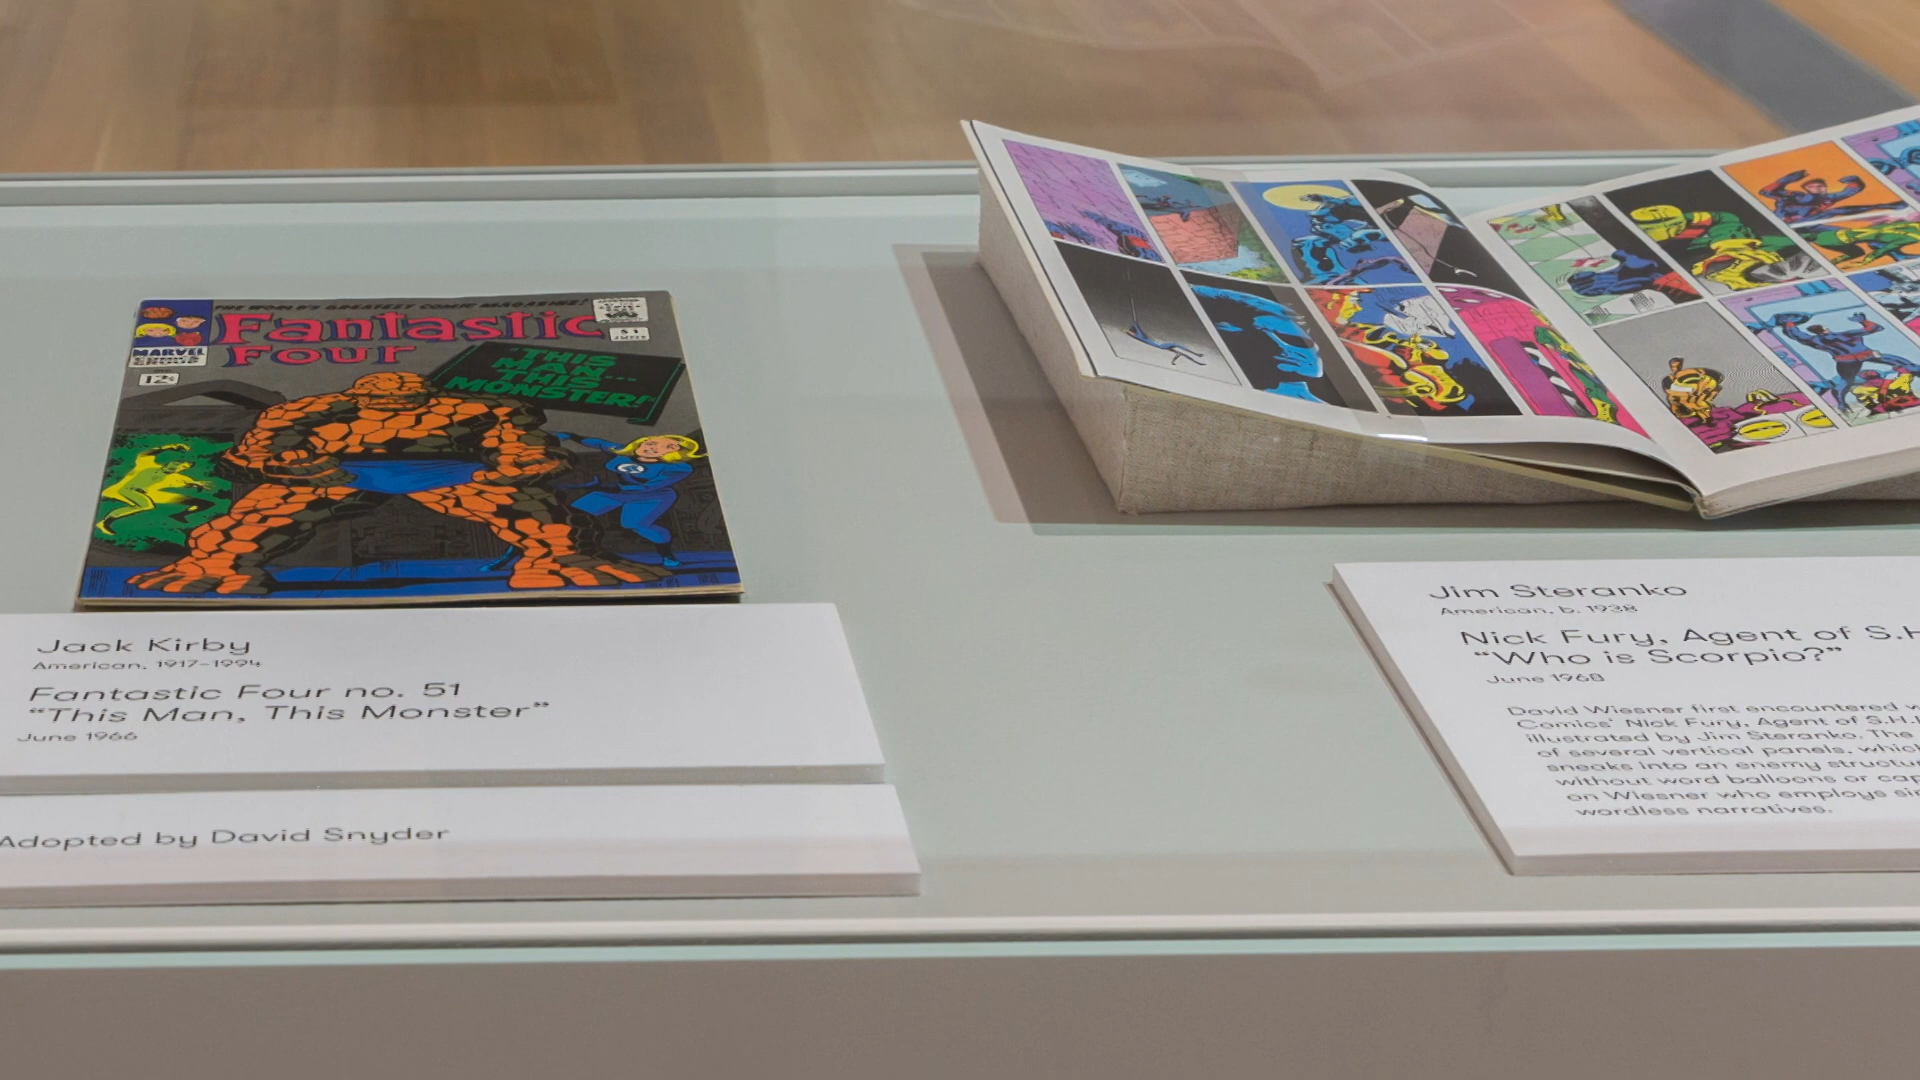 THE WORLD'S GREATEST COMIC MAGAZINE!
Fantastic
Four
MARVEL
COMICS
GROUP
12¢
51
JUNE
THIS
MAN...
THIS
MONSTER!
Jack Kirby
American, 1917–1994
Fantastic Four no. 51
“This Man, This Monster”
June 1966
Adopted by David Snyder
Jim Steranko
American, b. 1938
Nick Fury, Agent of S.H
“Who is Scorpio?”
June 1968
David Wiesner first encountered w
Comics’ Nick Fury, Agent of S.H.I
illustrated by Jim Steranko. The
of several vertical panels, which
sneaks into an enemy structur
without word balloons or cap
on Wiesner who employs sim
wordless narratives.